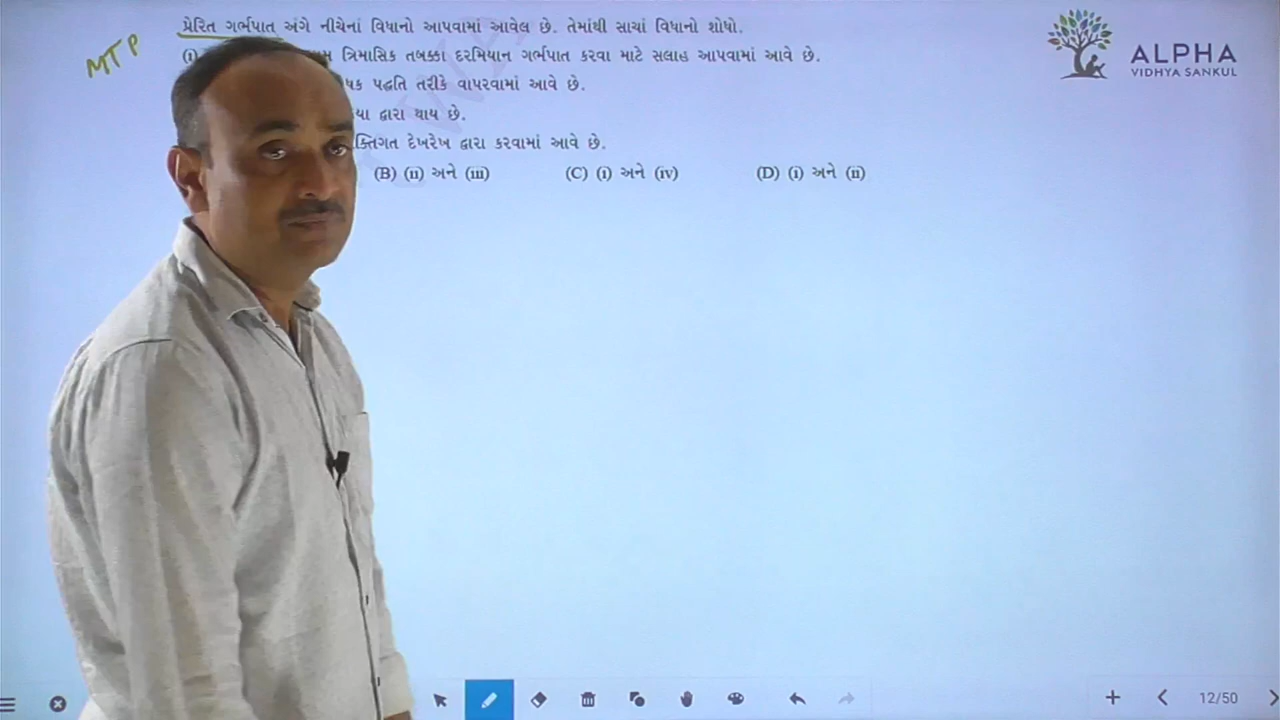 પ્રેરિત ગર્ભપાત અંગે નીચેનાં વિધાનો આપવામાં આવેલ છે. તેમાંથી સાચાં વિધાનો શોધો.
MTP
(i) ત્રિમાસિક તબક્કા દરમિયાન ગર્ભપાત કરવા માટે સલાહ આપવામાં આવે છે.
પદ્ધતિ તરીકે વાપરવામાં આવે છે.
દ્વારા થાય છે.
દેખરેખ દ્વારા કરવામાં આવે છે.
(B) (ii) અને (iii) (C) (i) અને (iv) (D) (i) અને (ii)
ALPHA
VIDHYA SANKUL
12/50